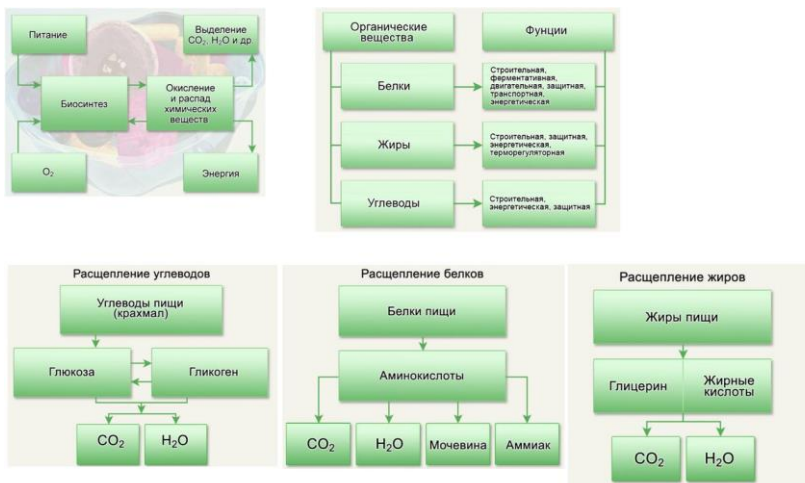 Питание
Выделение
CO₂, H₂O и др
Биосинтез
Окисление
и распад
химических
веществ
O₂
Энергия
Органические
вещества
Фунции
Белки
Строительная,
ферментативная,
двигательная, защитная,
транспортная,
энергетическая
Жиры
Строительная, защитная,
энергетическая,
терморегуляторная
Углеводы
Строительная,
энергетическая, защитная
Расщепление углеводов
Углеводы пищи
(крахмал)
Глюкоза
Гликоген
CO₂
H₂O
Расщепление белков
Белки пищи
Аминокислоты
CO₂
H₂O
Мочевина
Аммиак
Расщепление жиров
Жиры пищи
Глицерин
Жирные
кислоты
CO₂
H₂O